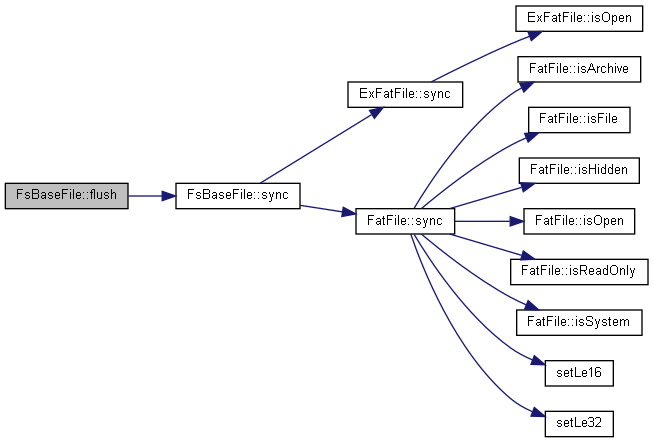 FsBaseFile::flush
FsBaseFile::sync
ExFatFile::sync
FatFile::sync
ExFatFile::isOpen
FatFile::isArchive
FatFile::isFile
FatFile::isHidden
FatFile::isOpen
FatFile::isReadOnly
FatFile::isSystem
setLe16
setLe32